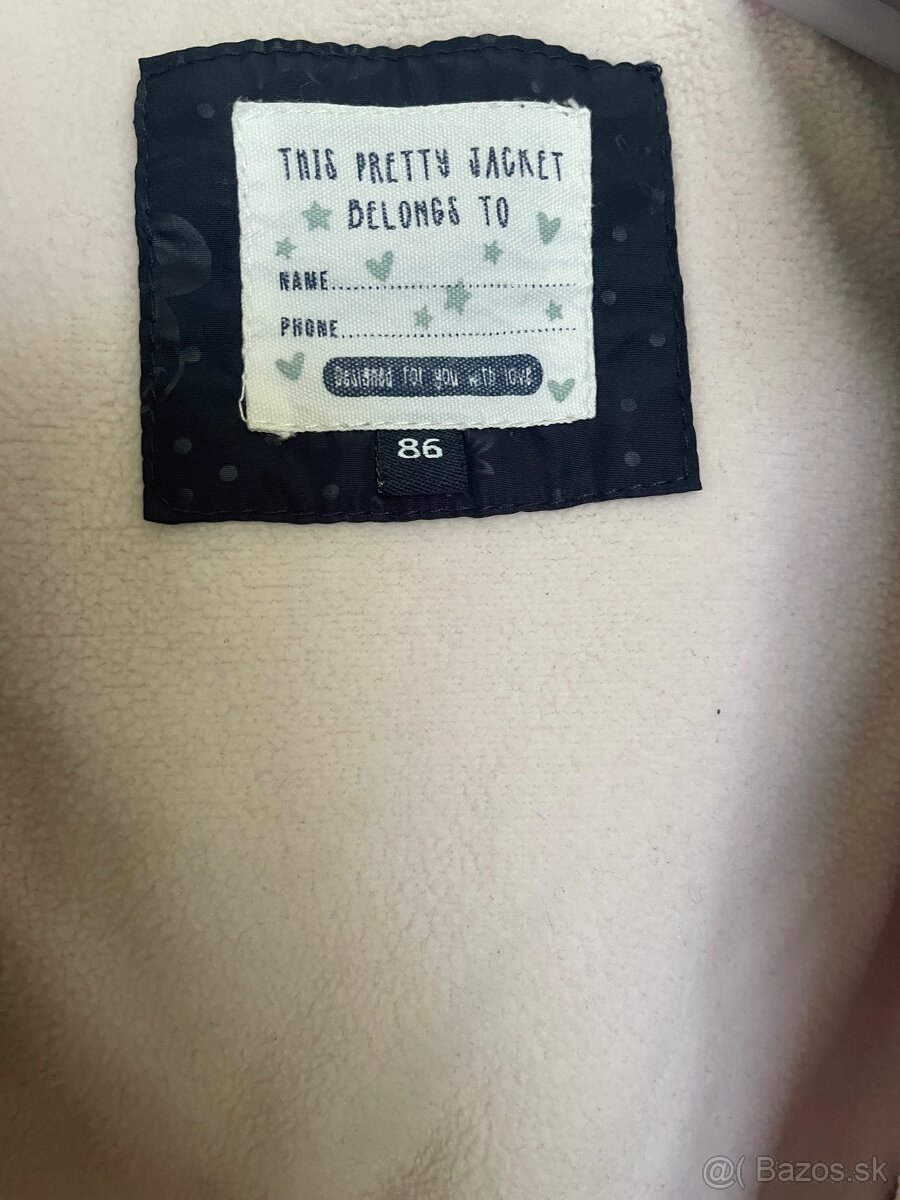 THIS PRETTY JACKET
BELONGS TO
NAME..............................
PHONE..............................
Designed for you with love
86
@( Bazos.sk